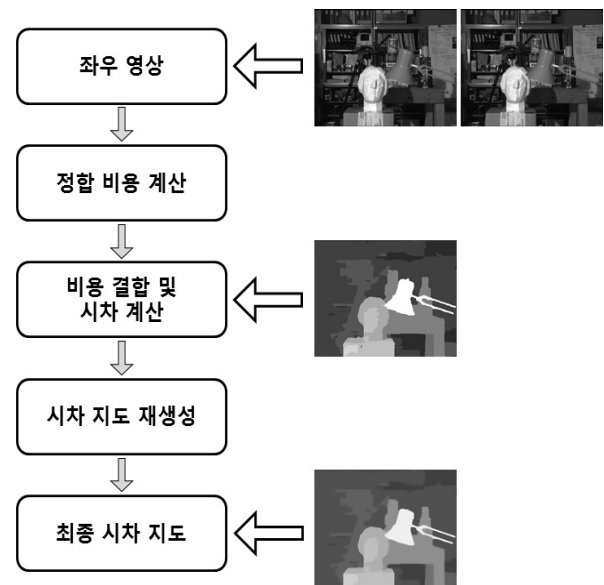 좌우 영상
정합 비용 계산
비용 결합 및
시차 계산
시차 지도 재생성
최종 시차 지도